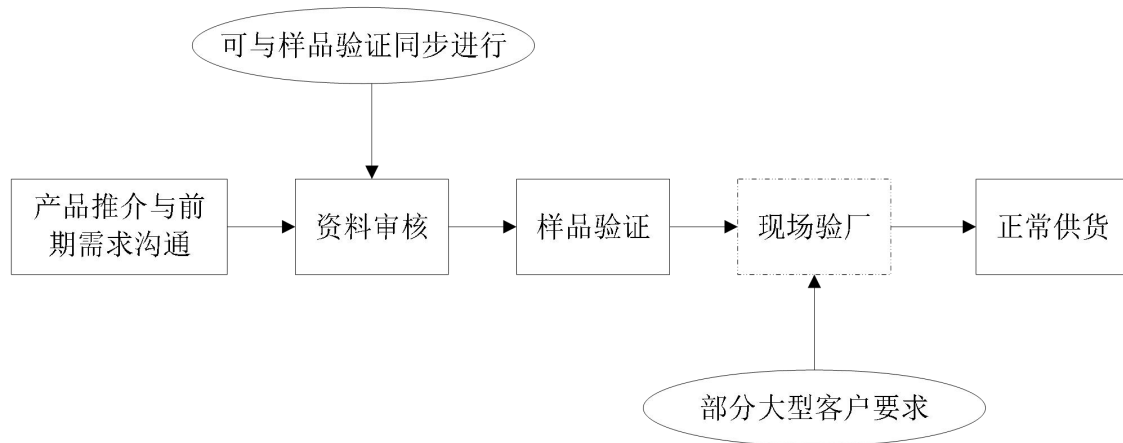 可与样品验证同步进行
产品推介与前
期需求沟通
资料审核
样品验证
现场验厂
正常供货
部分大型客户要求